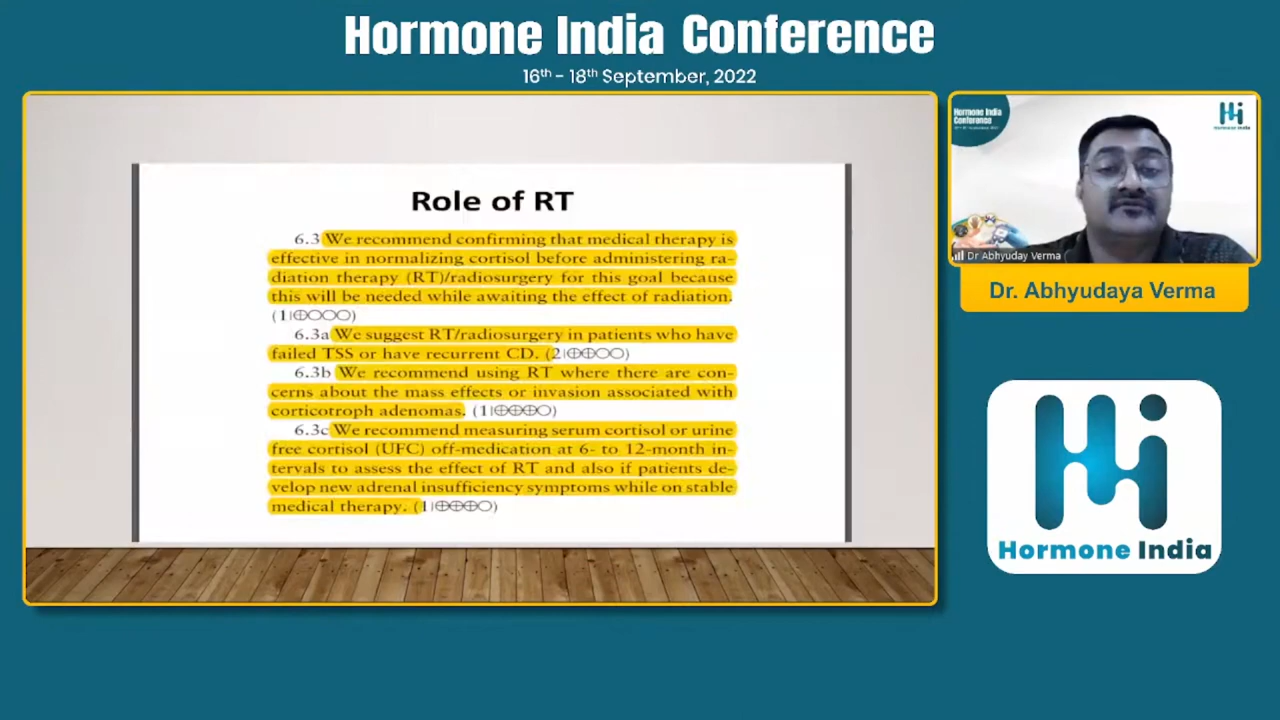 Hormone India Conference
16th - 18th September, 2022
Role of RT
6.3 We recommend confirming that medical therapy is
effective in normalizing cortisol before administering ra-
diation therapy (RT)/radiosurgery for this goal because
this will be needed while awaiting the effect of radiation.
(1|⊕○○○)
6.3a We suggest RT/radiosurgery in patients who have
failed TSS or have recurrent CD. (2|⊕⊕○○)
6.3b We recommend using RT where there are con-
cerns about the mass effects or invasion associated with
corticotroph adenomas. (1|⊕⊕⊕○)
6.3c We recommend measuring serum cortisol or urine
free cortisol (UFC) off-medication at 6- to 12-month in-
tervals to assess the effect of RT and also if patients de-
velop new adrenal insufficiency symptoms while on stable
medical therapy. (1|⊕⊕⊕○)
Hormone India
Conference
Hormone India
Dr Abhyuday Verma
Dr. Abhyudaya Verma
Hormone India